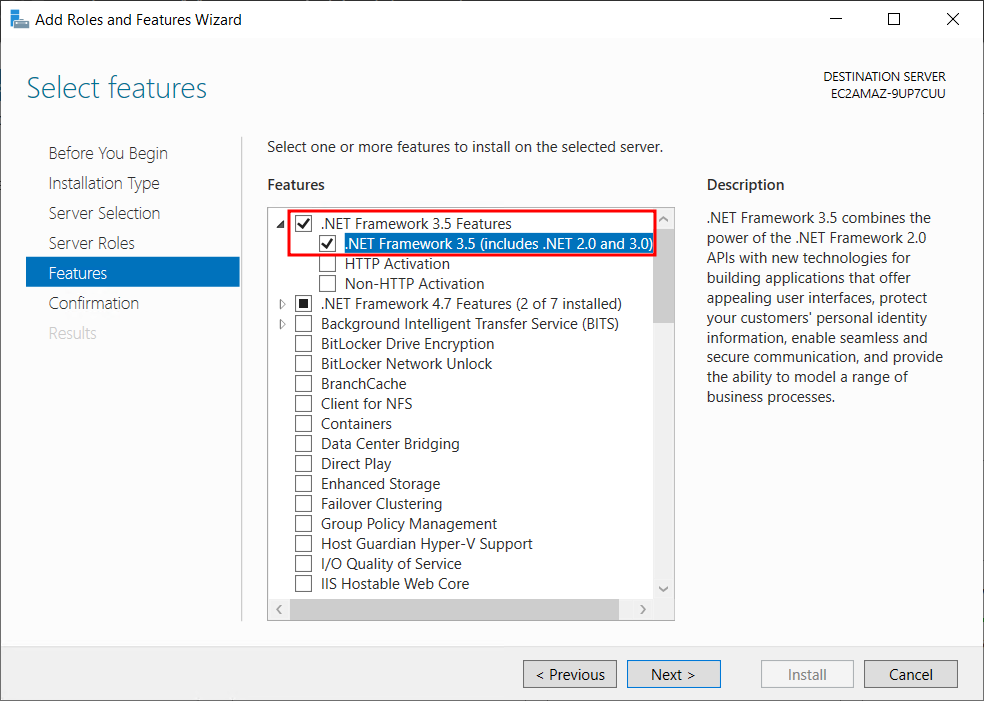 Add Roles and Features Wizard
Select features
DESTINATION SERVER
EC2AMAZ-9UP7CUU
Before You Begin
Installation Type
Server Selection
Server Roles
Features
Confirmation
Results
Select one or more features to install on the selected server.
Features
.NET Framework 3.5 Features
.NET Framework 3.5 (includes .NET 2.0 and 3.0)
HTTP Activation
Non-HTTP Activation
.NET Framework 4.7 Features (2 of 7 installed)
Background Intelligent Transfer Service (BITS)
BitLocker Drive Encryption
BitLocker Network Unlock
BranchCache
Client for NFS
Containers
Data Center Bridging
Direct Play
Enhanced Storage
Failover Clustering
Group Policy Management
Host Guardian Hyper-V Support
I/O Quality of Service
IIS Hostable Web Core
Description
.NET Framework 3.5 combines the
power of the .NET Framework 2.0
APIs with new technologies for
building applications that offer
appealing user interfaces, protect
your customers' personal identity
information, enable seamless and
secure communication, and provide
the ability to model a range of
business processes.
< Previous
Next >
Install
Cancel